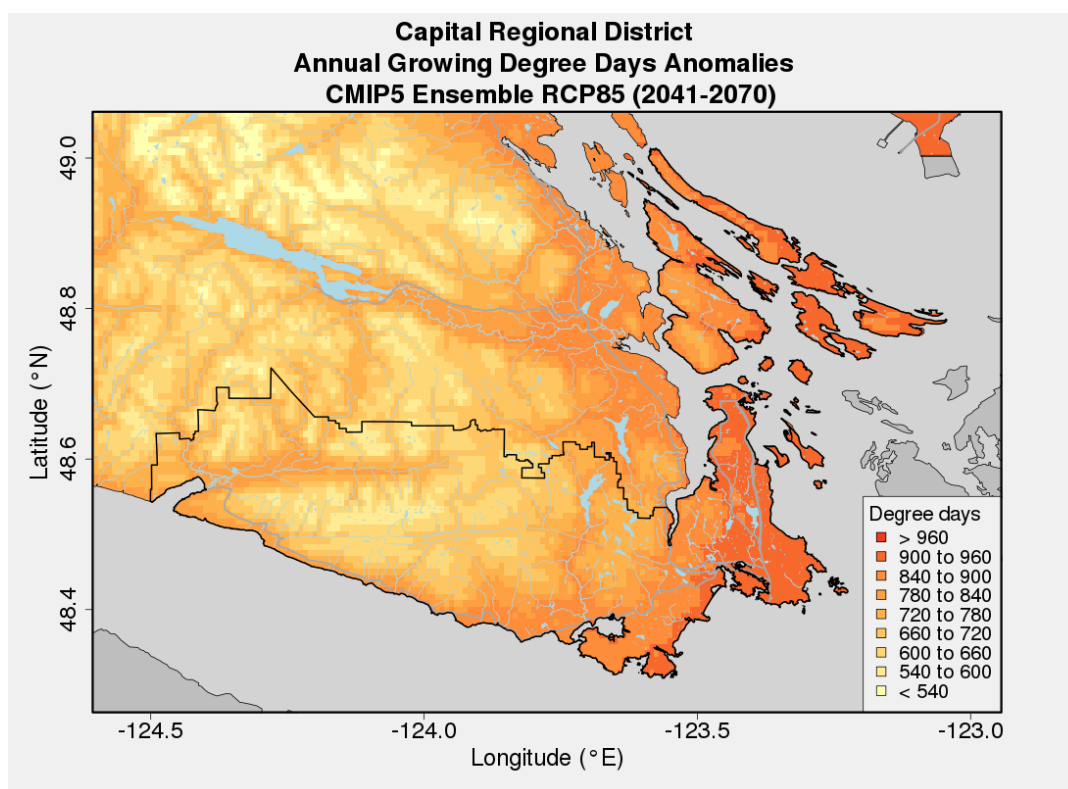 Capital Regional District
Annual Growing Degree Days Anomalies
CMIP5 Ensemble RCP85 (2041-2070)
49.0
48.8
48.6
48.4
Latitude (°N)
Degree days
> 960
900 to 960
840 to 900
780 to 840
720 to 780
660 to 720
600 to 660
540 to 600
< 540
-124.5
-124.0
-123.5
-123.0
Longitude (°E)